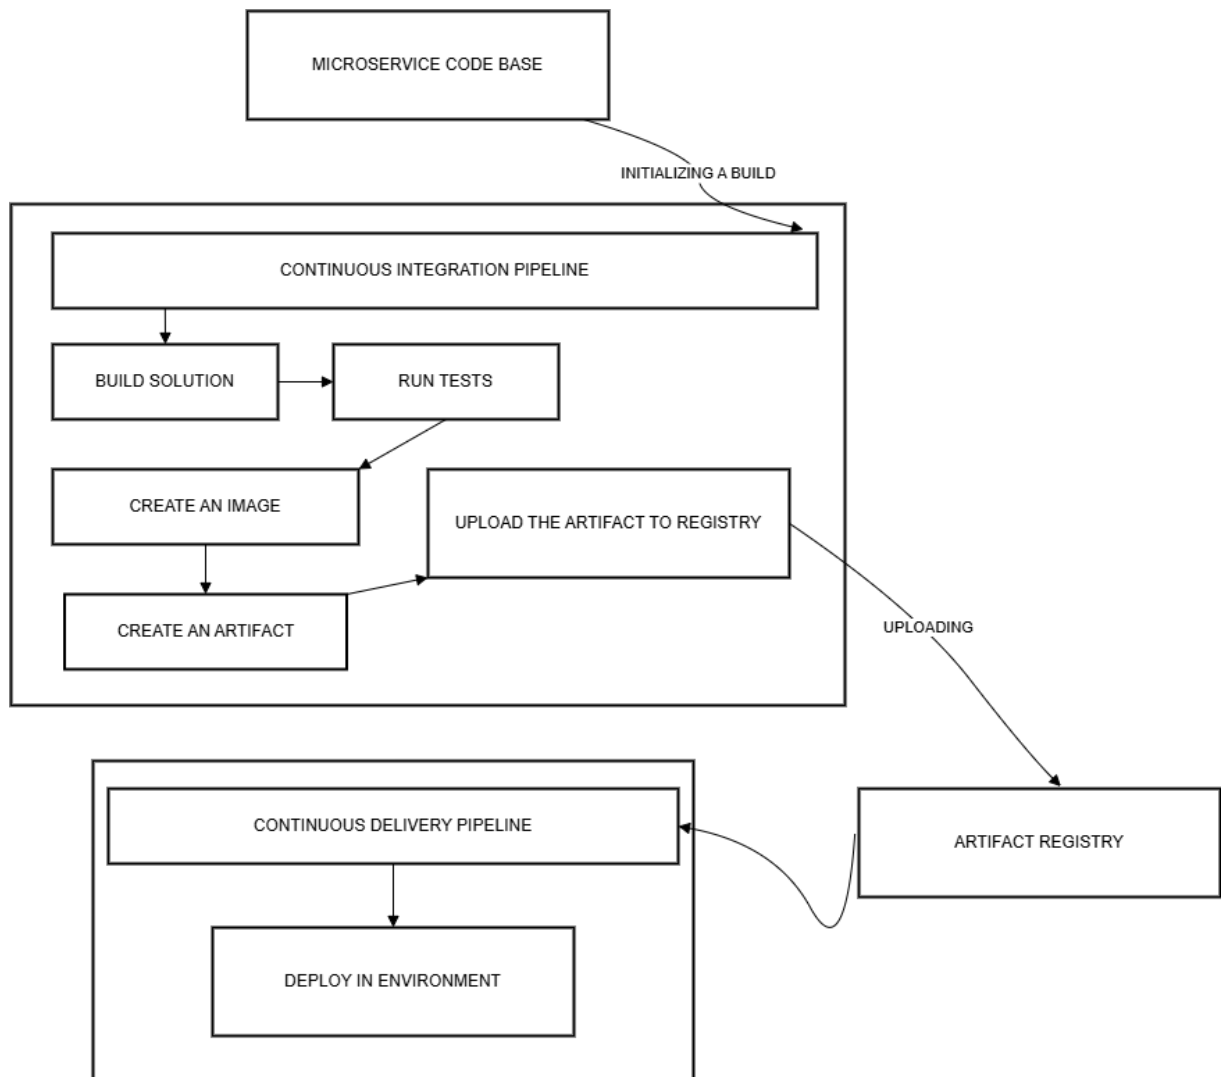 MICROSERVICE CODE BASE
INITIALIZING A BUILD
CONTINUOUS INTEGRATION PIPELINE
BUILD SOLUTION
RUN TESTS
CREATE AN IMAGE
UPLOAD THE ARTIFACT TO REGISTRY
CREATE AN ARTIFACT
UPLOADING
CONTINUOUS DELIVERY PIPELINE
ARTIFACT REGISTRY
DEPLOY IN ENVIRONMENT